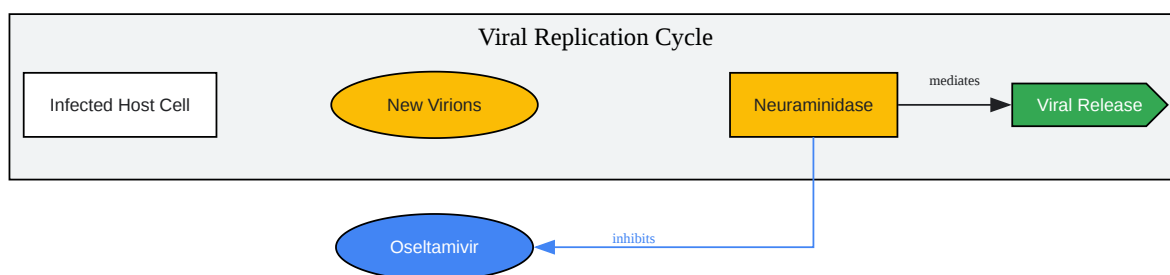 Viral Replication Cycle
Infected Host Cell
New Virions
Neuraminidase
mediates
Viral Release
Oseltamivir
inhibits